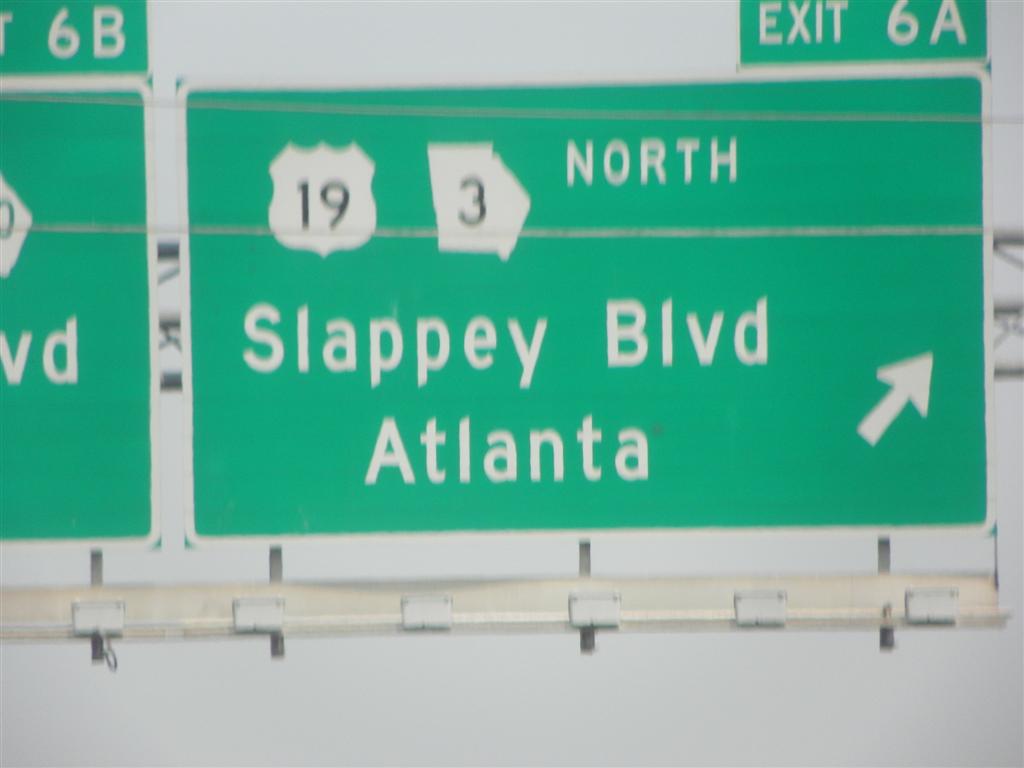 6B
EXIT 6A
19 3 NORTH
Slappey Blvd
Atlanta
vd